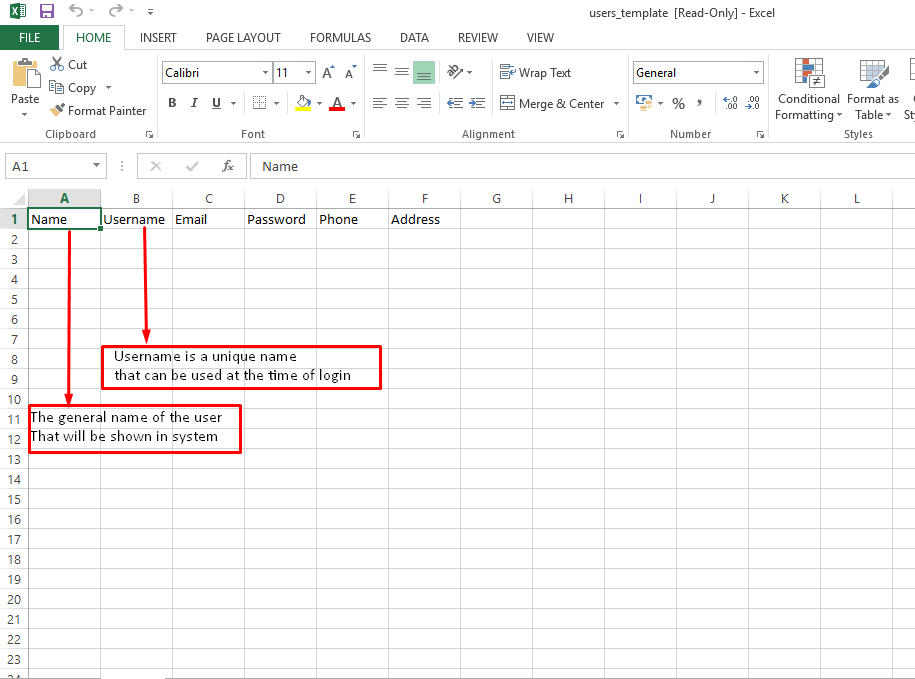 users_template [Read-Only] - Excel
FILE HOME INSERT PAGE LAYOUT FORMULAS DATA REVIEW VIEW
Cut
Copy
Format Painter
Paste
Clipboard
Calibri 11
B I U A
Font
Wrap Text
Merge & Center
Alignment
General
% ,
Number
Conditional Formatting
Format as Table
Styles
A1 fx Name
A B C D E F G H I J K L
1 Name Username Email Password Phone Address
2
3
4
5
6
7
8 Username is a unique name
9 that can be used at the time of login
10
11 The general name of the user
12 That will be shown in system
13
14
15
16
17
18
19
20
21
22
23